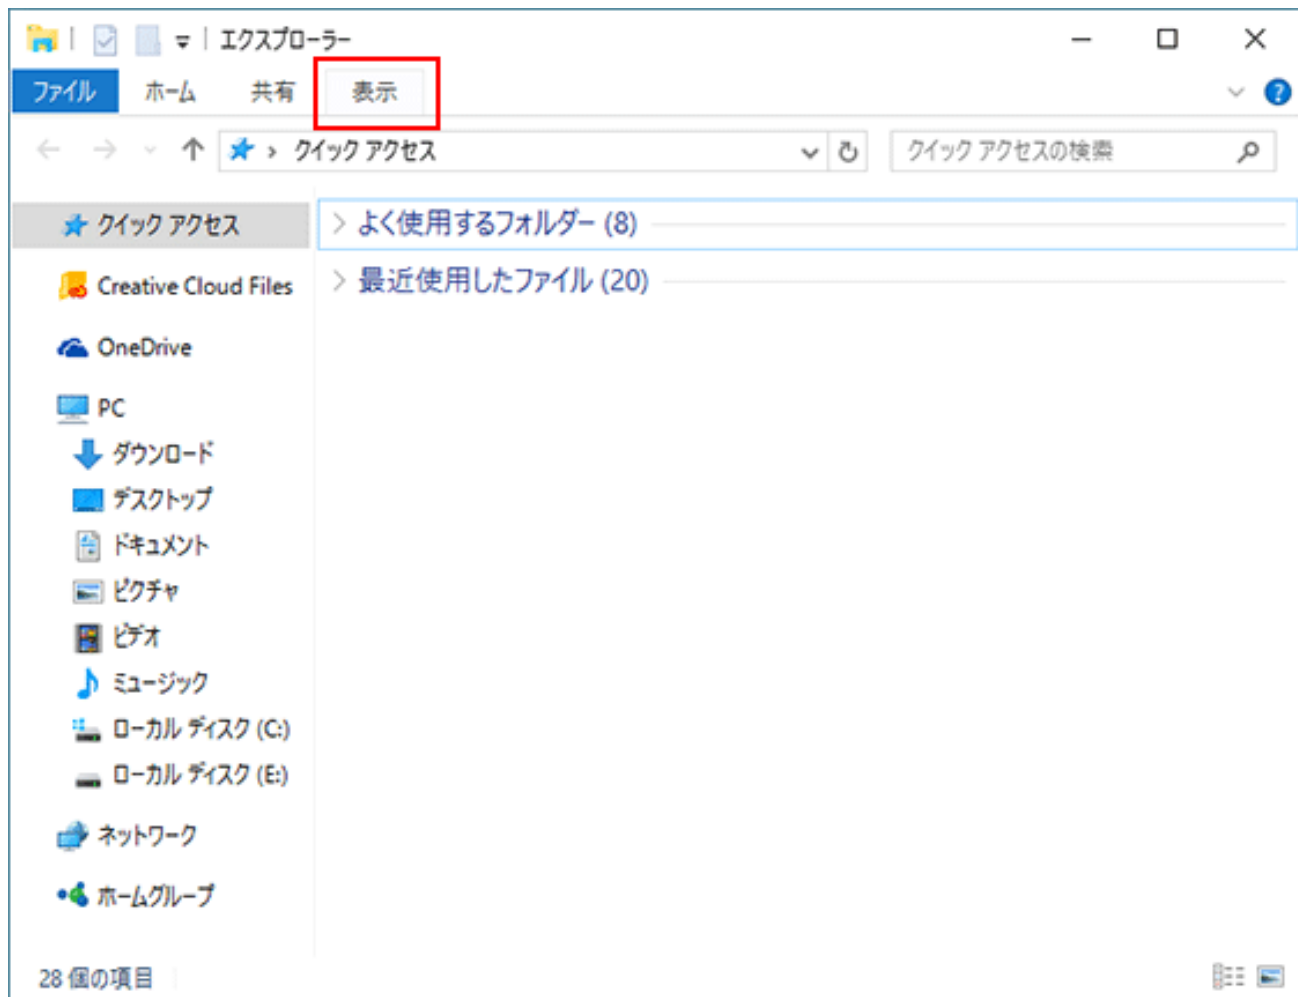 エクスプローラー
ファイル ホーム 共有 表示
クイック アクセス クイック アクセスの検索
クイック アクセス
よく使用するフォルダー (8)
最近使用したファイル (20)
Creative Cloud Files
OneDrive
PC
ダウンロード
デスクトップ
ドキュメント
ピクチャ
ビデオ
ミュージック
ローカル ディスク (C:)
ローカル ディスク (E:)
ネットワーク
ホームグループ
28 個の項目